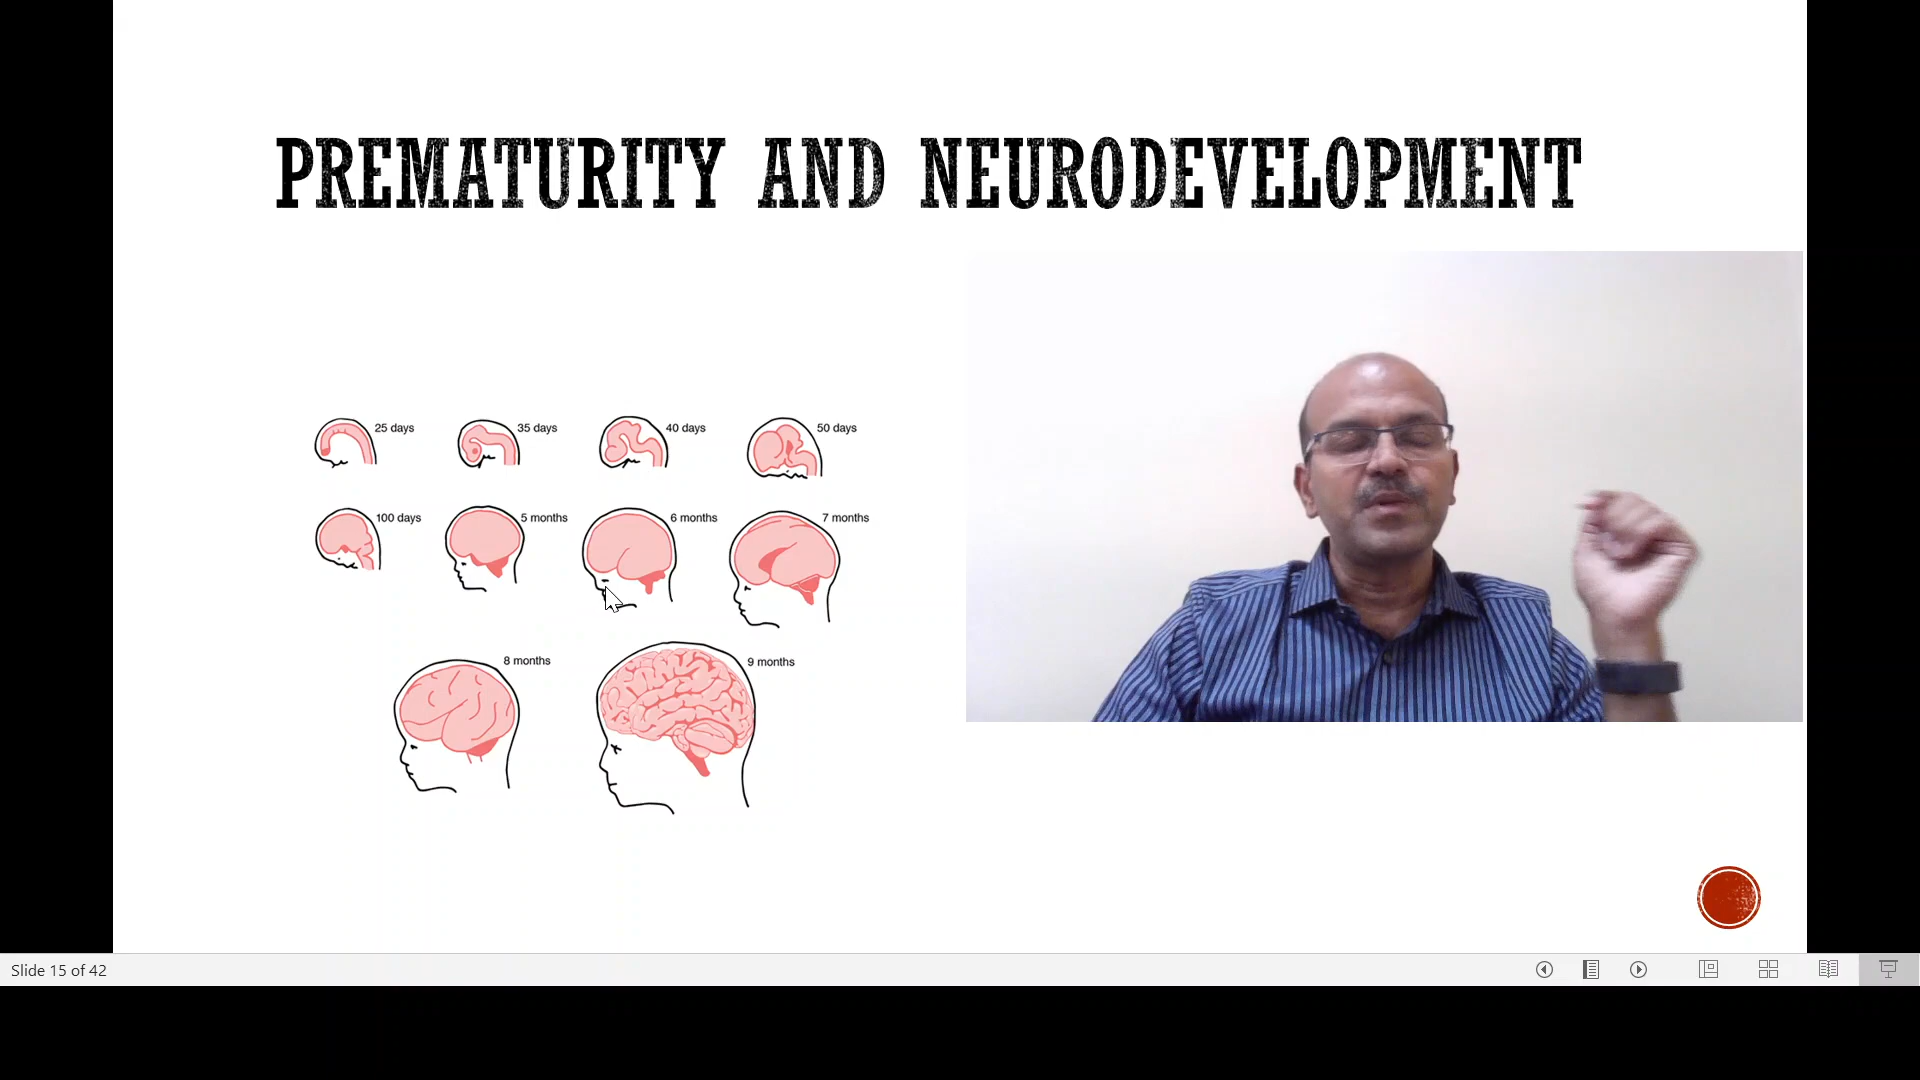 PREMATURITY AND NEURODEVELOPMENT
25 days
35 days
40 days
50 days
100 days
5 months
6 months
7 months
8 months
9 months
Slide 15 of 42